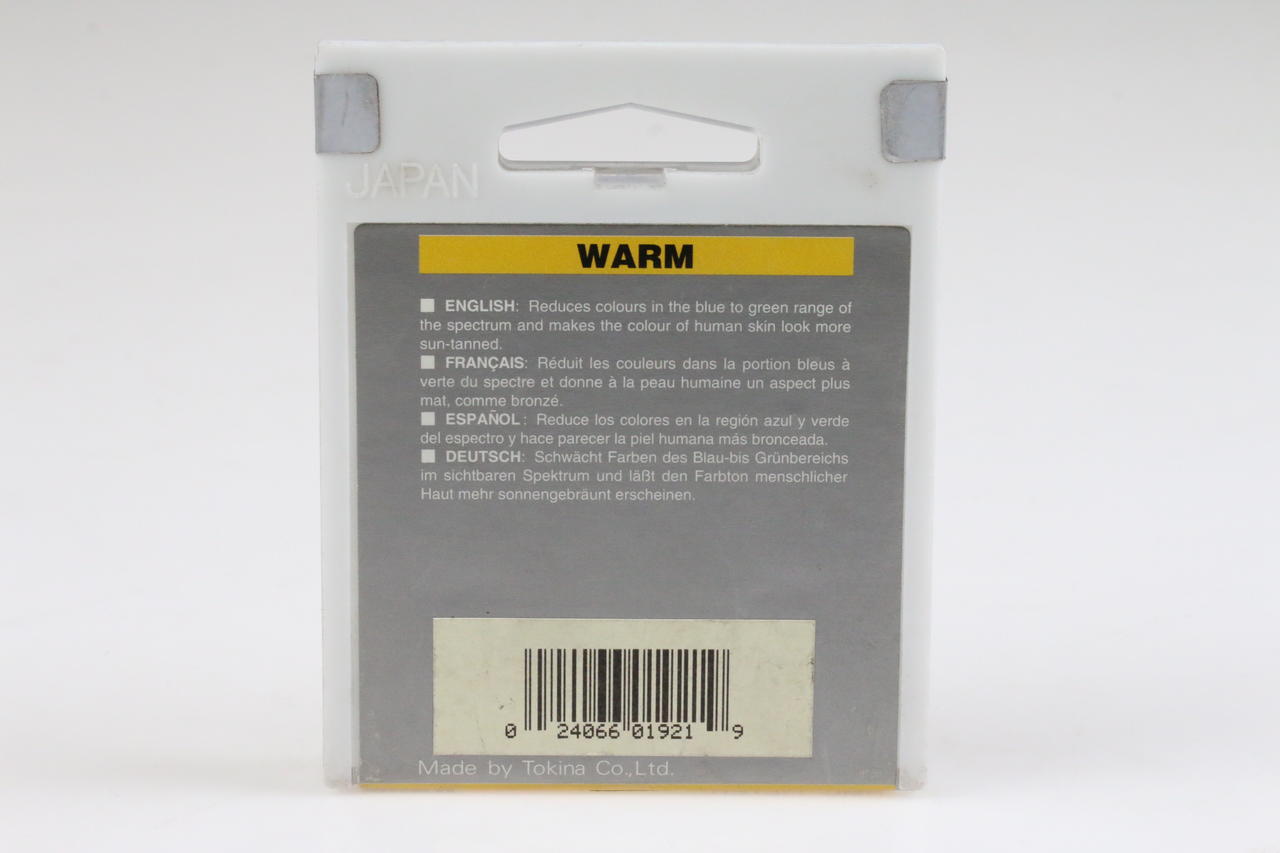 JAPAN
WARM
■ ENGLISH: Reduces colours in the blue to green range of
the spectrum and makes the colour of human skin look more
sun-tanned.
■ FRANÇAIS: Réduit les couleurs dans la portion bleus à
verte du spectre et donne à la peau humaine un aspect plus
mat, comme bronzé.
■ ESPAÑOL: Reduce los colores en la región azul y verde
del espectro y hace parecer la piel humana más bronceada.
■ DEUTSCH: Schwächt Farben des Blau-bis Grünbereichs
im sichtbaren Spektrum und läßt den Farbton menschlicher
Haut mehr sonnengebräunt erscheinen.
0 24066 01921 9
Made by Tokina Co.,Ltd.